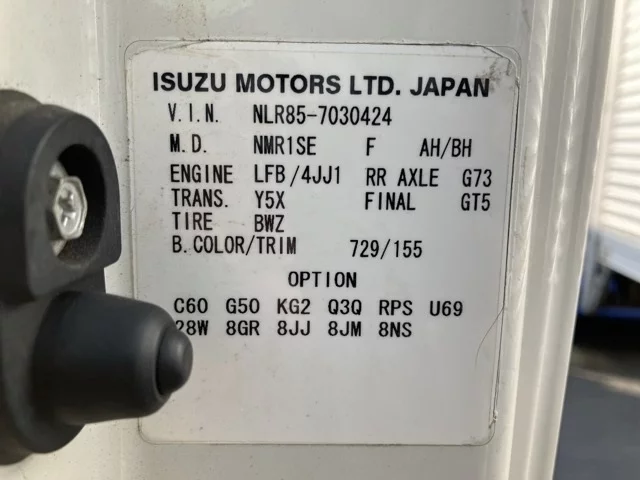 ISUZU MOTORS LTD. JAPAN
V.I.N. NLR85-7030424
M.D. NMR1SE F AH/BH
ENGINE LFB/4JJ1 RR AXLE G73
TRANS. Y5X FINAL GT5
TIRE BWZ
B.COLOR/TRIM 729/155
OPTION
C60 G50 KG2 Q3Q RPS U69
28W 8GR 8JJ 8JM 8NS